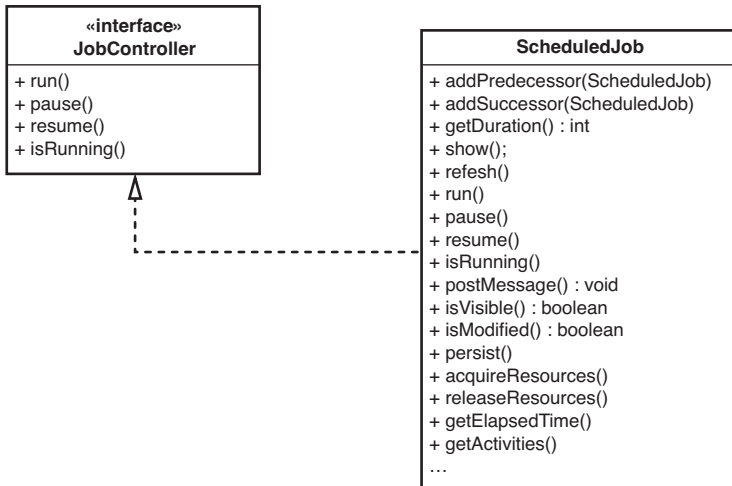 «interface»
JobController
+ run()
+ pause()
+ resume()
+ isRunning()
ScheduledJob
+ addPredecessor(ScheduledJob)
+ addSuccessor(ScheduledJob)
+ getDuration() : int
+ show();
+ refesh()
+ run()
+ pause()
+ resume()
+ isRunning()
+ postMessage() : void
+ isVisible() : boolean
+ isModified() : boolean
+ persist()
+ acquireResources()
+ releaseResources()
+ getElapsedTime()
+ getActivities()
…